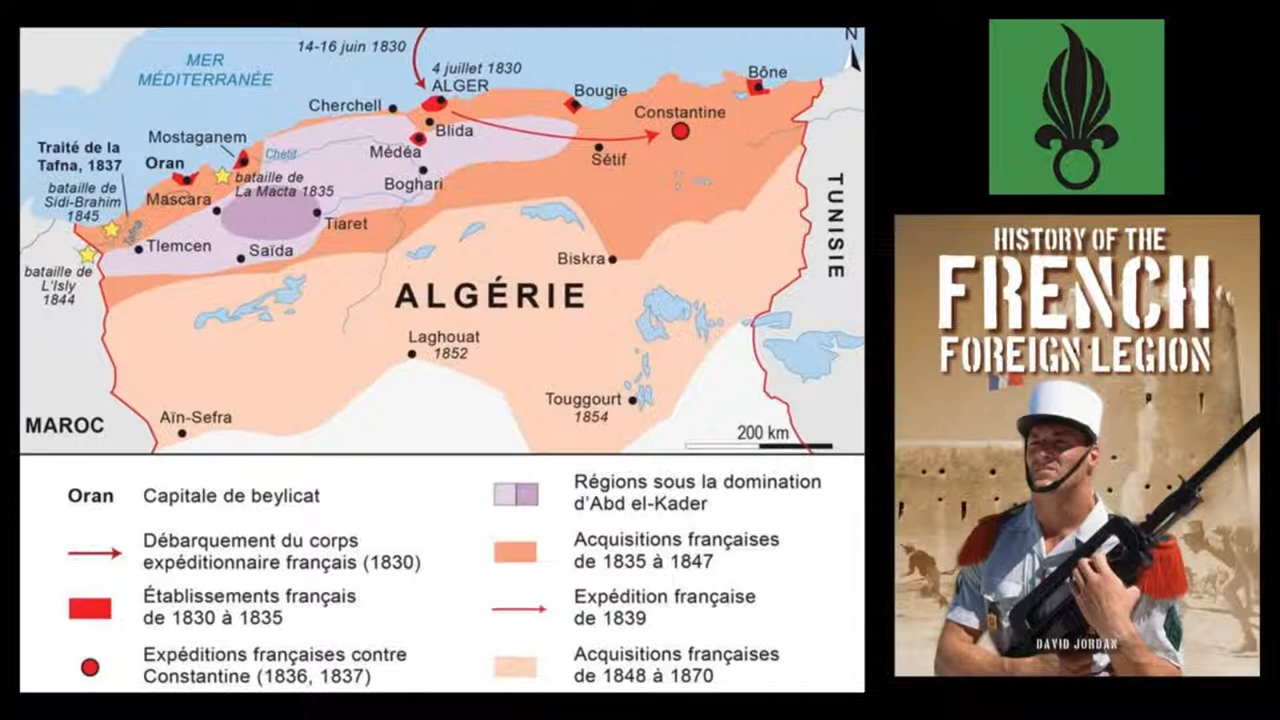 14-16 juin 1830
N
MER
MÉDITERRANÉE
4 juillet 1830
ALGER
Bône
Bougie
Cherchell
Constantine
Mostaganem
Blida
Traité de la
Tafna, 1837
Chétif
Médéa
Sétif
Oran
bataille de
La Macta 1835
Boghari
bataille de
Sidi-Brahim
1845
Mascara
Tiaret
Tafna
Tlemcen
Saïda
TUNISIE
Biskra
bataille de
L'Isly
1844
ALGÉRIE
Laghouat
1852
Touggourt
1854
Aïn-Sefra
MAROC
200 km
Oran
Capitale de beylicat
Débarquement du corps
expéditionnaire français (1830)
Établissements français
de 1830 à 1835
Expéditions françaises contre
Constantine (1836, 1837)
Régions sous la domination
d'Abd el-Kader
Acquisitions françaises
de 1835 à 1847
Expédition française
de 1839
Acquisitions françaises
de 1848 à 1870
HISTORY OF THE
FRENCH
FOREIGN LEGION
DAVID JORDAN